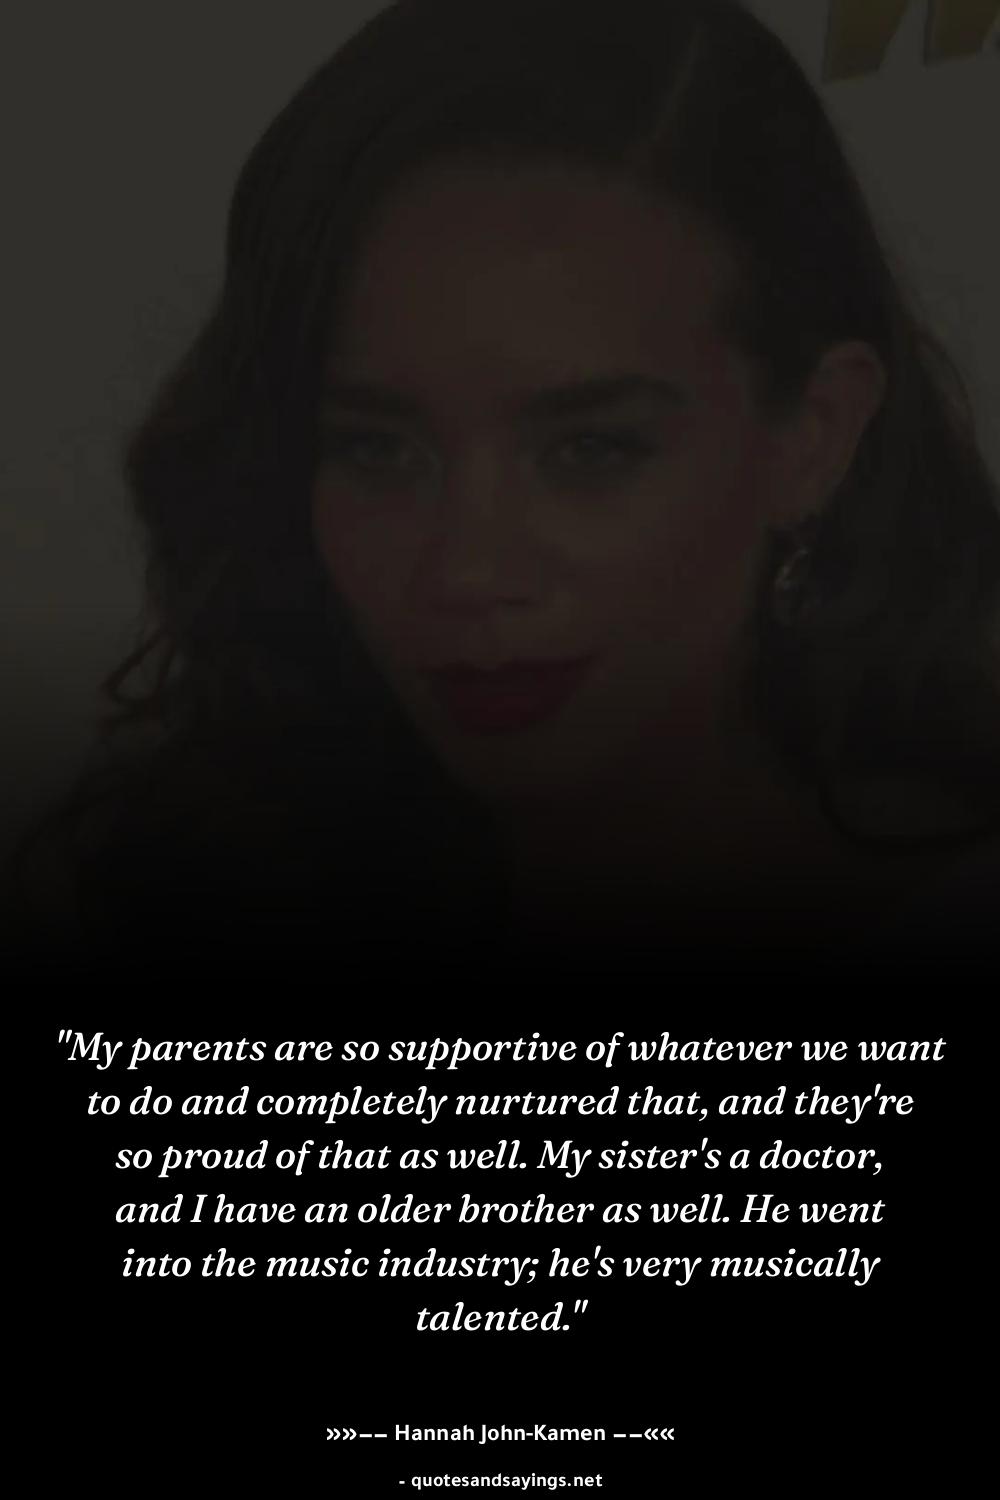 "My parents are so supportive of whatever we want
to do and completely nurtured that, and they're
so proud of that as well. My sister's a doctor,
and I have an older brother as well. He went
into the music industry; he's very musically
talented."
»»−− Hannah John-Kamen −−««
- quotesandsayings.net